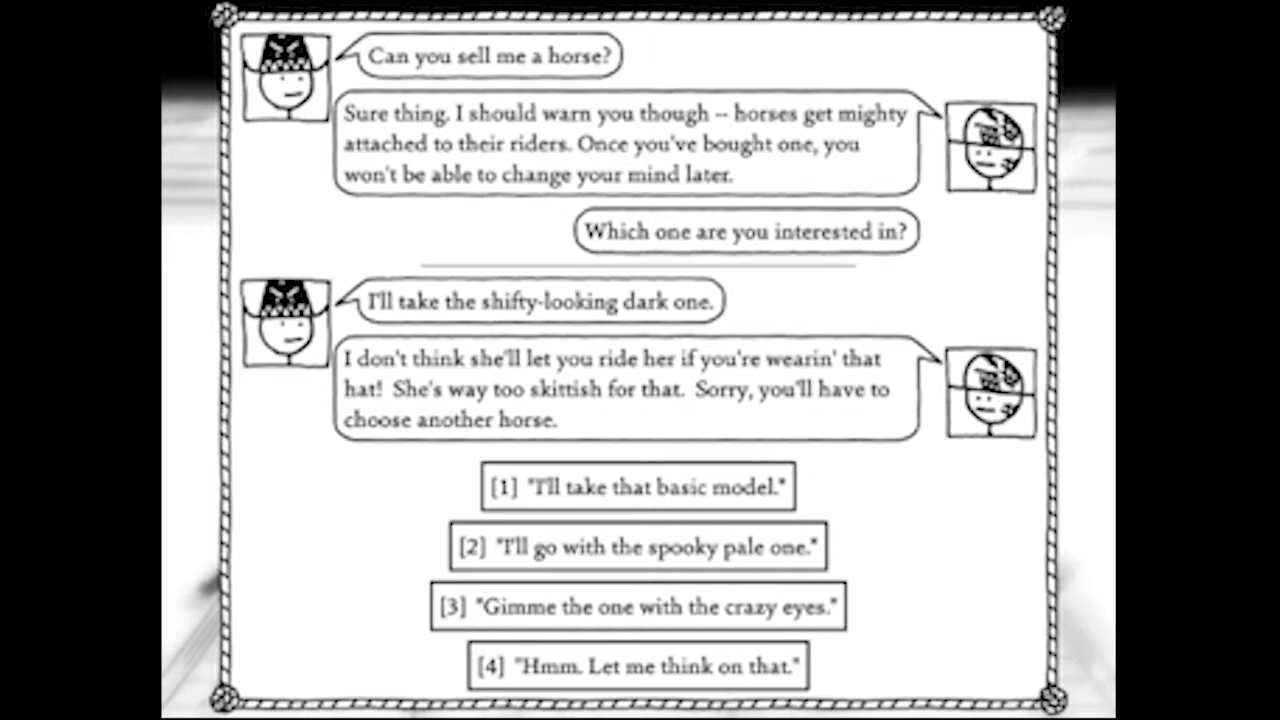 Can you sell me a horse?
Sure thing. I should warn you though -- horses get mighty
attached to their riders. Once you've bought one, you
won't be able to change your mind later.
Which one are you interested in?
I'll take the shifty-looking dark one.
I don't think she'll let you ride her if you're wearin' that
hat!  She's way too skittish for that.  Sorry, you'll have to
choose another horse.
[1] "I'll take that basic model."
[2] "I'll go with the spooky pale one."
[3] "Gimme the one with the crazy eyes."
[4] "Hmm. Let me think on that."